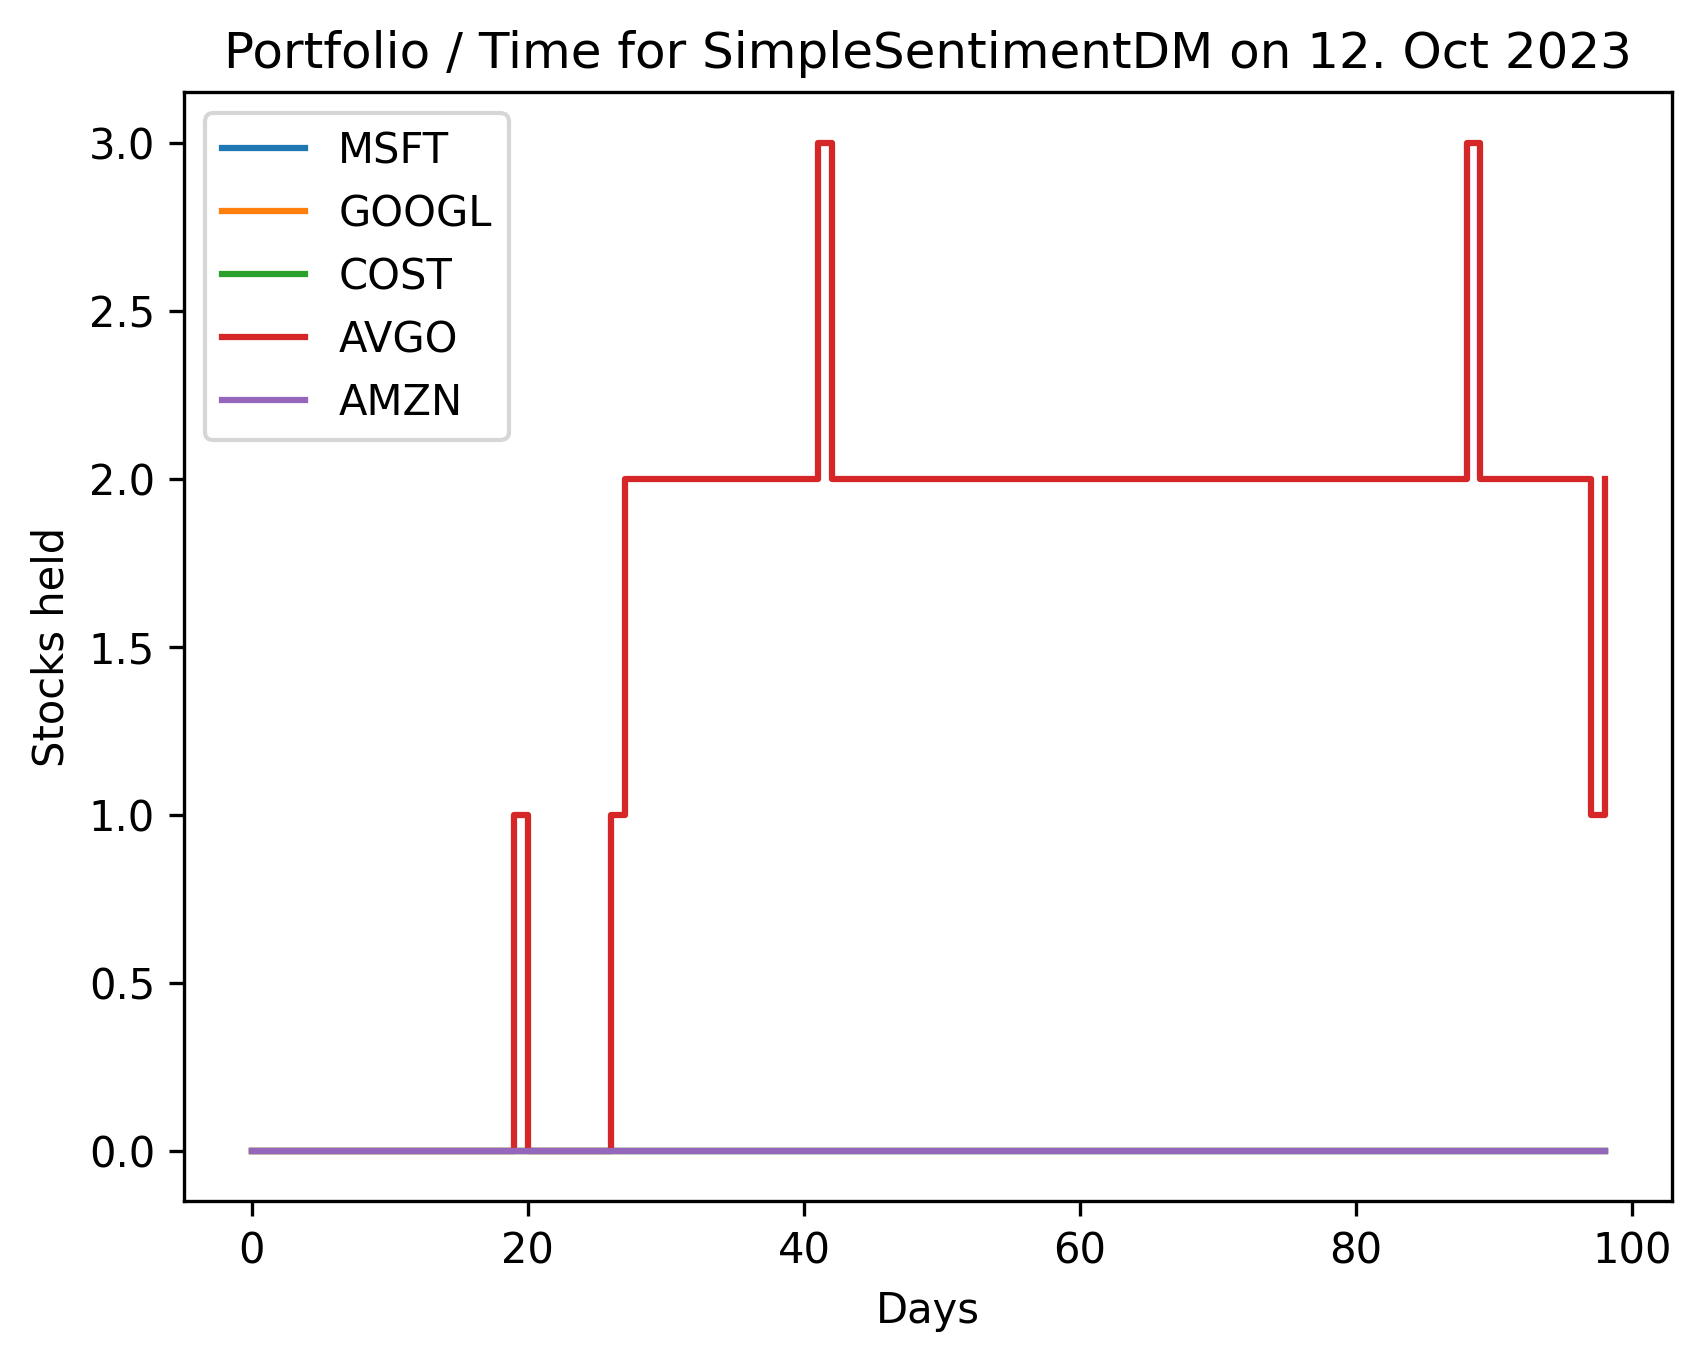 Portfolio / Time for SimpleSentimentDM on 12. Oct 2023
MSFT
GOOGL
COST
AVGO
AMZN
3.0
2.5
2.0
1.5
1.0
0.5
0.0
Stocks held
0 20 40 60 80 100
Days